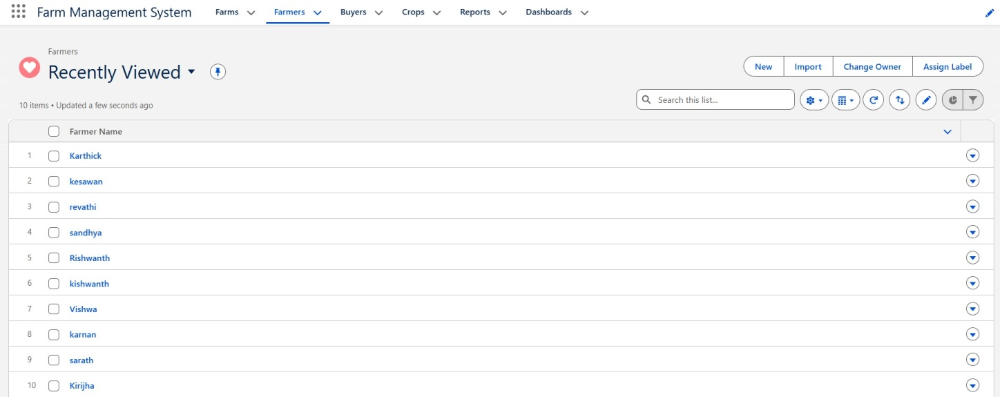 Farm Management System Farms Farmers Buyers Crops Reports Dashboards
Farmers
Recently Viewed
New Import Change Owner Assign Label
10 items • Updated a few seconds ago
Search this list...
Farmer Name
1 Karthick
2 kesawan
3 revathi
4 sandhya
5 Rishwanth
6 kishwanth
7 Vishwa
8 karnan
9 sarath
10 Kirijha